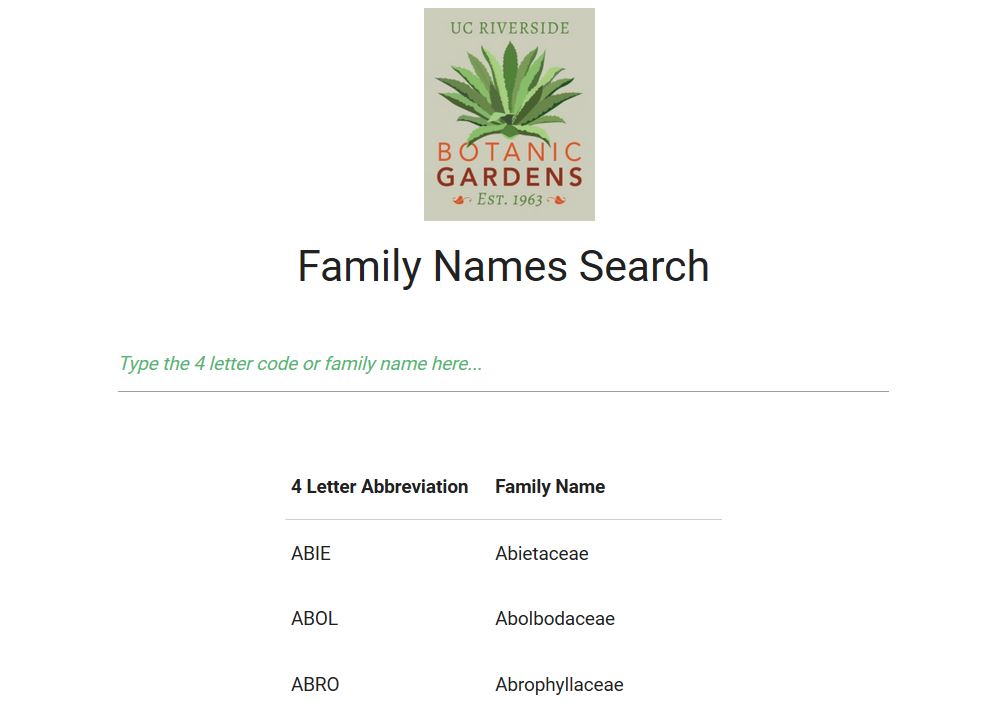 UC RIVERSIDE
BOTANIC
GARDENS
EST. 1963
Family Names Search
Type the 4 letter code or family name here...
4 Letter Abbreviation Family Name
ABIE Abietaceae
ABOL Abolbodaceae
ABRO Abrophyllaceae